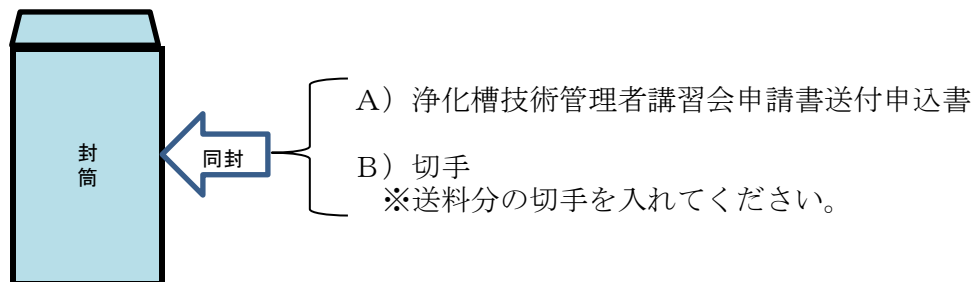 封筒
同封
A）浄化槽技術管理者講習会申請書送付申込書
B）切手
※送料分の切手を入れてください。